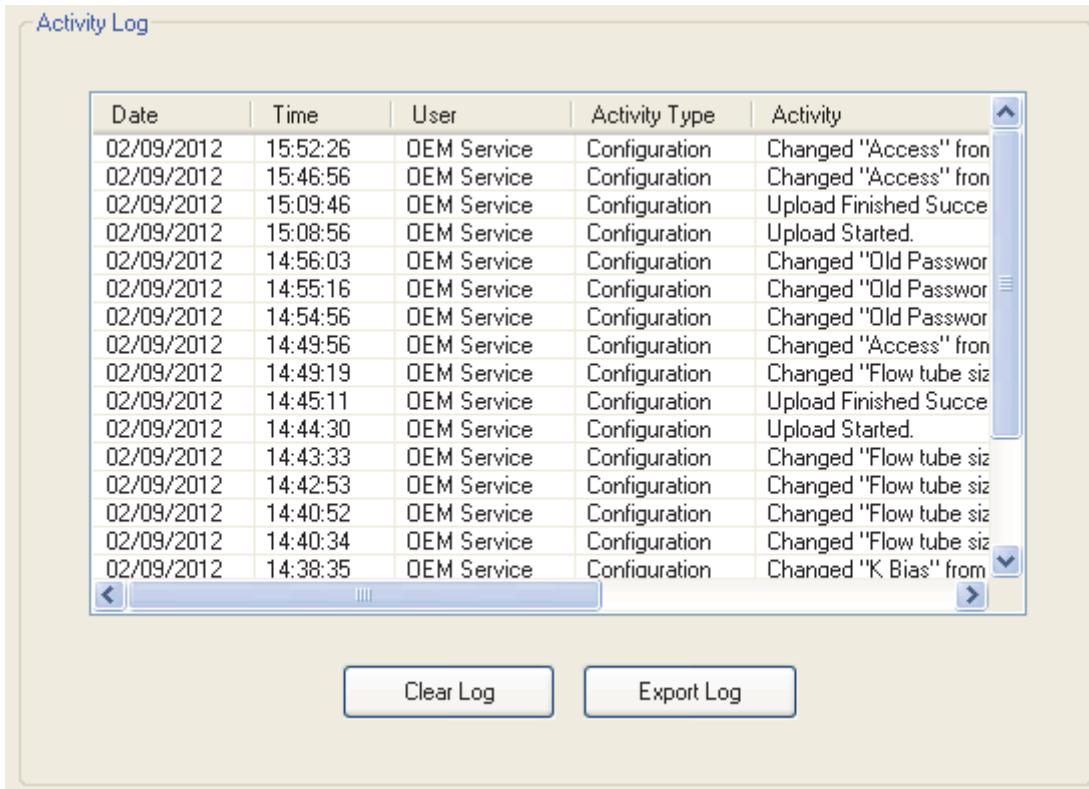 Activity Log
Date Time User Activity Type Activity
02/09/2012 15:52:26 OEM Service Configuration Changed "Access" from
02/09/2012 15:46:56 OEM Service Configuration Changed "Access" from
02/09/2012 15:09:46 OEM Service Configuration Upload Finished Succe
02/09/2012 15:08:56 OEM Service Configuration Upload Started.
02/09/2012 14:56:03 OEM Service Configuration Changed "Old Passwor
02/09/2012 14:55:16 OEM Service Configuration Changed "Old Passwor
02/09/2012 14:54:56 OEM Service Configuration Changed "Old Passwor
02/09/2012 14:49:56 OEM Service Configuration Changed "Access" from
02/09/2012 14:49:19 OEM Service Configuration Changed "Flow tube siz
02/09/2012 14:45:11 OEM Service Configuration Upload Finished Succe
02/09/2012 14:44:30 OEM Service Configuration Upload Started.
02/09/2012 14:43:33 OEM Service Configuration Changed "Flow tube siz
02/09/2012 14:42:53 OEM Service Configuration Changed "Flow tube siz
02/09/2012 14:40:52 OEM Service Configuration Changed "Flow tube siz
02/09/2012 14:40:34 OEM Service Configuration Changed "Flow tube siz
02/09/2012 14:38:35 OEM Service Configuration Changed "K Bias" from
Clear Log Export Log